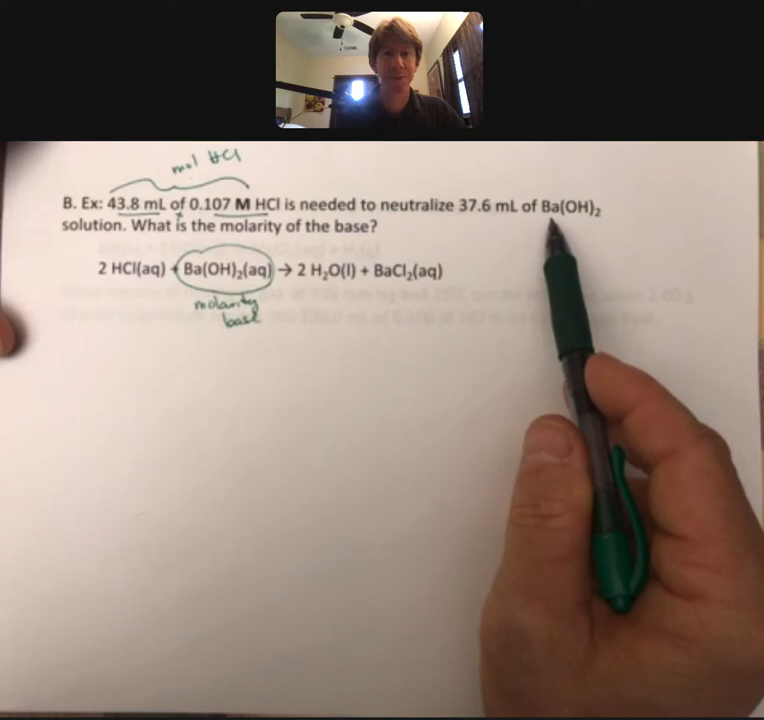 mol HCl
B. Ex: 43.8 mL of 0.107 M HCl is needed to neutralize 37.6 mL of Ba(OH)₂
solution. What is the molarity of the base?
2 HCl(aq) + Ba(OH)₂(aq) → 2 H₂O(l) + BaCl₂(aq)
molarity
base